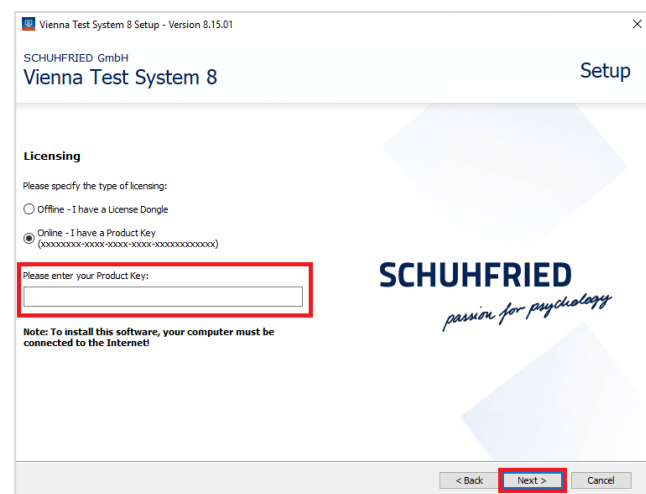 Vienna Test System 8 Setup - Version 8.15.01
SCHUHFRIED GmbH
Vienna Test System 8
Setup
Licensing
Please specify the type of licensing:
Offline - I have a License Dongle
Online - I have a Product Key
(xxxxxxxx-xxxx-xxxx-xxxx-xxxxxxxxxxxx)
Please enter your Product Key:
Note: To install this software, your computer must be
connected to the Internet!
SCHUHFRIED
passion for psychology
< Back
Next >
Cancel